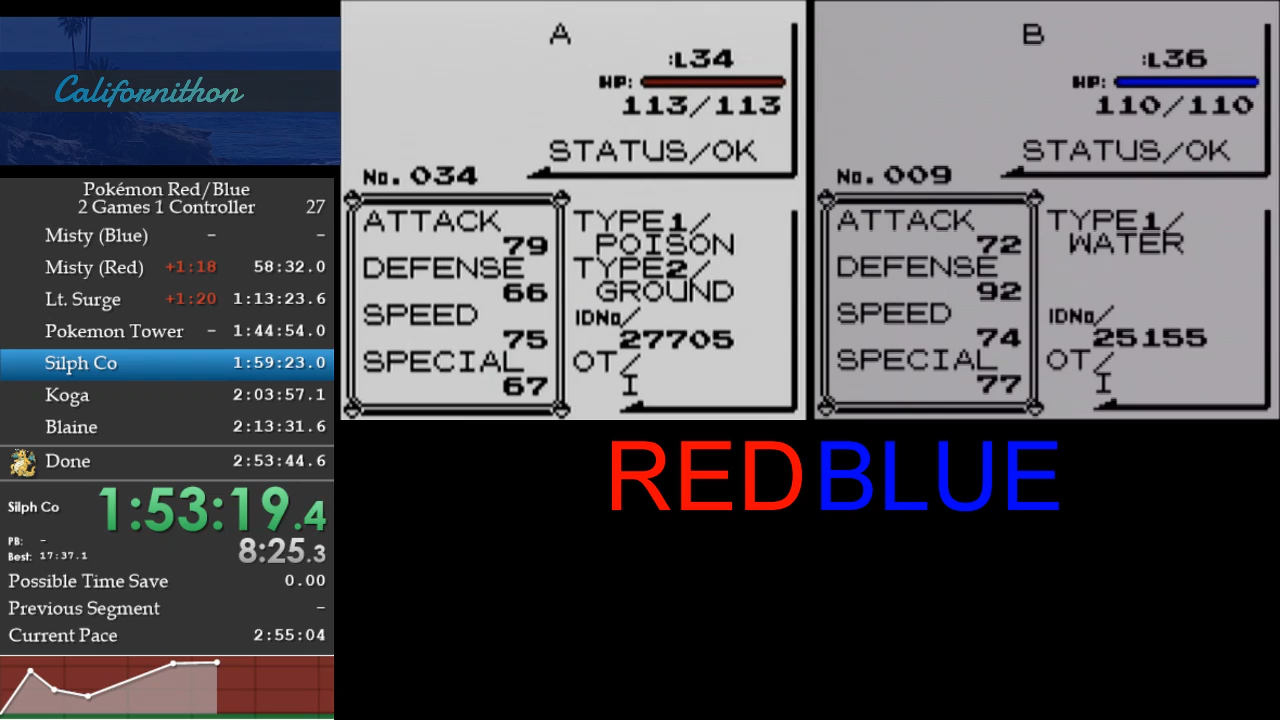 Californithon
Pokémon Red/Blue
2 Games 1 Controller 27
Misty (Blue) - -
Misty (Red) +1:18 58:32.0
Lt. Surge +1:20 1:13:23.6
Pokemon Tower - 1:44:54.0
Silph Co 1:59:23.0
Koga 2:03:57.1
Blaine 2:13:31.6
Done 2:53:44.6
Silph Co 1:53:19.4
PB: -
Best: 17:37.1
8:25.3
Possible Time Save 0.00
Previous Segment -
Current Pace 2:55:04
A
:L34
HP:
113/113
STATUS/OK
No. 034
ATTACK
79
DEFENSE
66
SPEED
75
SPECIAL
67
TYPE1/
POISON
TYPE2/
GROUND
IDNo/
27705
OT/
I
B
:L36
HP:
110/110
STATUS/OK
No. 009
ATTACK
72
DEFENSE
92
SPEED
74
SPECIAL
77
TYPE1/
WATER
IDNo/
25155
OT/
I
RED BLUE